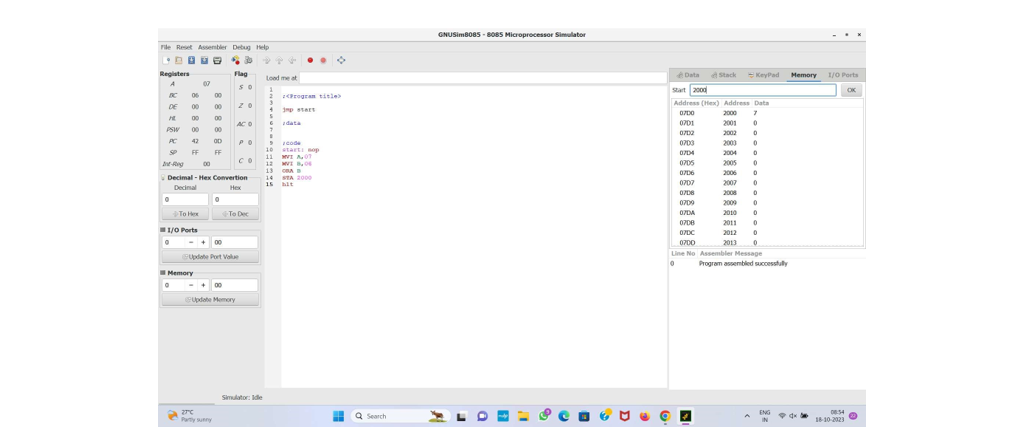 GNUSim8085 - 8085 Microprocessor Simulator
File Reset Assembler Debug Help
Registers
A 07
BC 06 00
DE 00 00
HL 00 00
PSW 00 00
PC 42 0D
SP FF FF
Int-Reg 00
Flag
S 0
Z 0
AC 0
P 0
C 0
Decimal - Hex Convertion
Decimal Hex
0 0
To Hex To Dec
I/O Ports
0 - + 00
Update Port Value
Memory
0 - + 00
Update Memory
Load me at
1
2 ;<Program title>
3
4 jmp start
5
6 ;data
7
8
9 ;code
10 start: nop
11 MVI A,07
12 MVI B,06
13 ORA B
14 STA 2000
15 hlt
Data Stack KeyPad Memory I/O Ports
Start 2000 OK
Address (Hex) Address Data
07D0 2000 7
07D1 2001 0
07D2 2002 0
07D3 2003 0
07D4 2004 0
07D5 2005 0
07D6 2006 0
07D7 2007 0
07D8 2008 0
07D9 2009 0
07DA 2010 0
07DB 2011 0
07DC 2012 0
07DD 2013 0
Line No Assembler Message
0 Program assembled successfully
Simulator: Idle
27°C
Partly sunny
Search
ENG
IN
08:54
18-10-2023